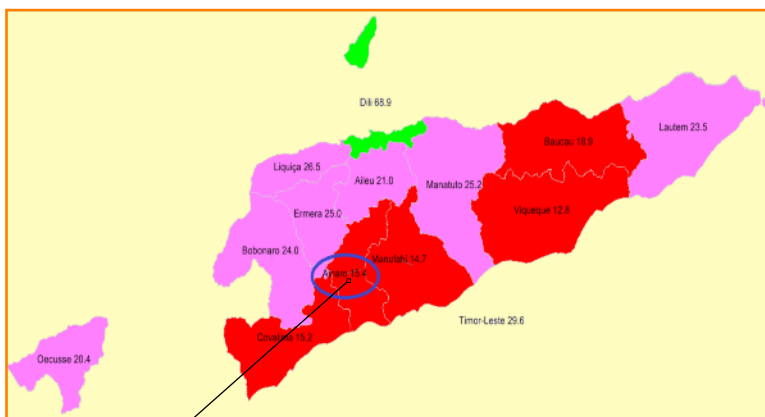 Dili 68.9
Baucau 18.9
Lautem 23.5
Liquiça 26.5
Aileu 21.0
Manatuto 25.2
Ermera 25.0
Viqueque 12.8
Bobonaro 24.0
Manufahi 14.7
Ainaro 15.4
Timor-Leste 29.6
Covalima 15.2
Oecusse 20.4